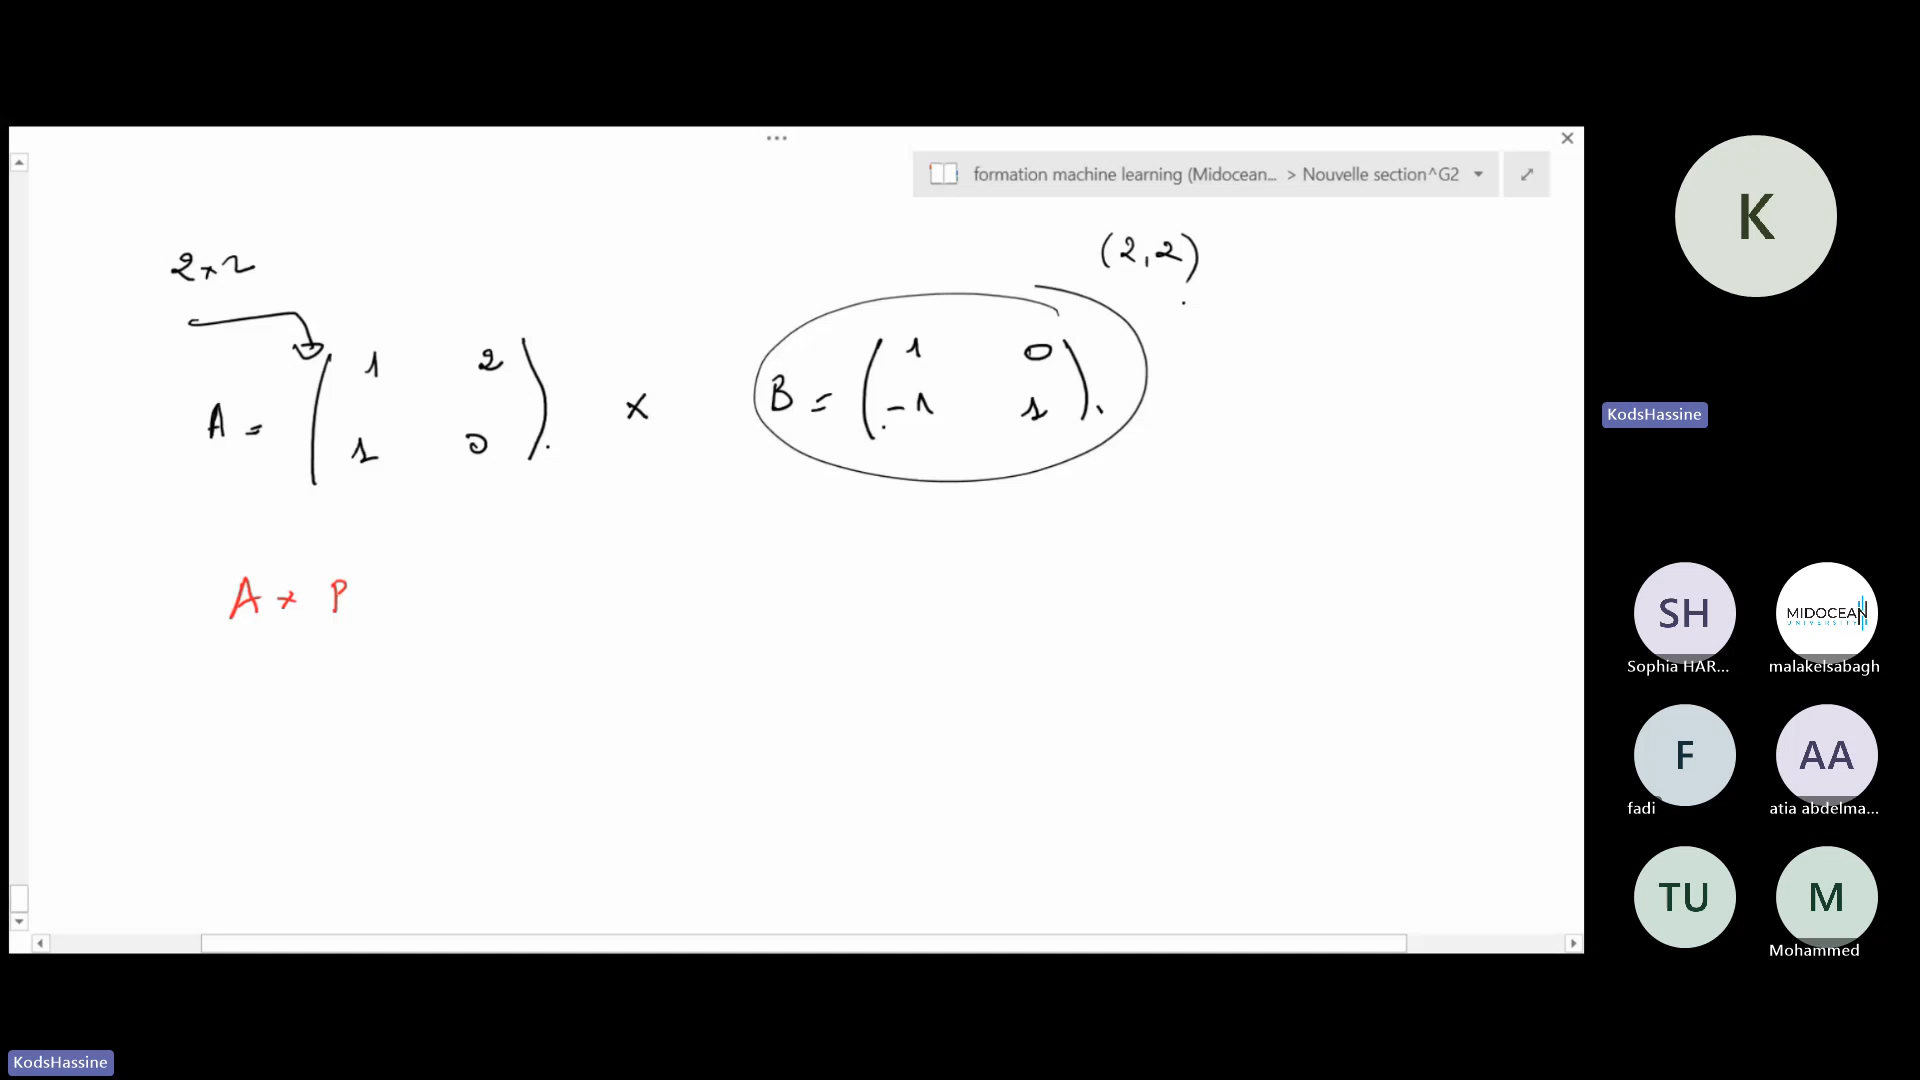 formation machine learning (Midocean... > Nouvelle section^G2
2 × 2
(2, 2)
A = ( 1 2 ) × B = ( 1 0 )
1 0 -1 1
A × P
K
KodsHassine
SH MIDOCEAN UNIVERSITY
Sophia HAR... malakelsabagh
F AA
fadi atia abdelma...
TU M
Mohammed
KodsHassine